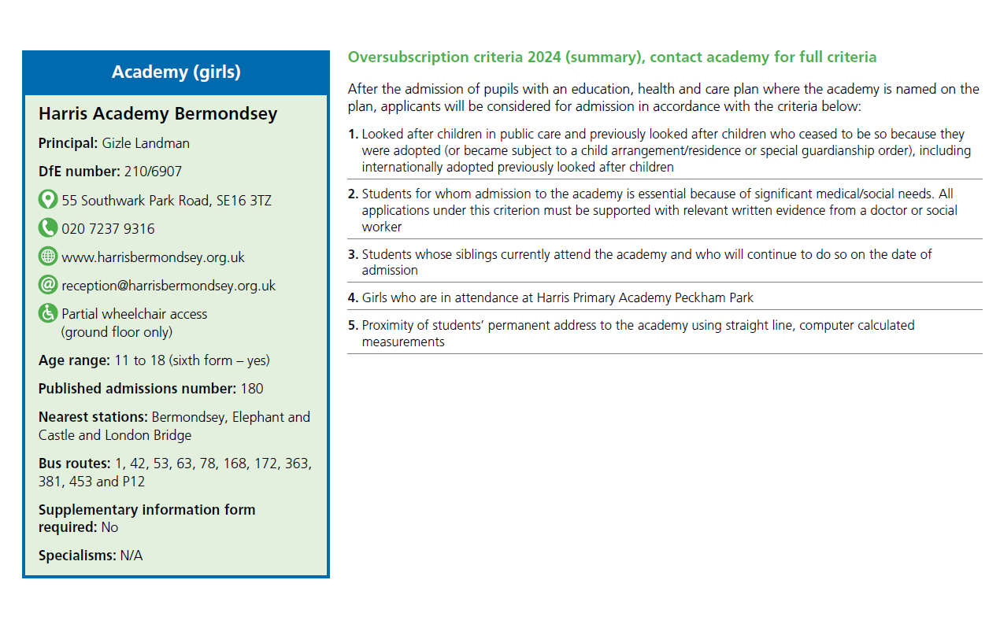 Academy (girls)
Harris Academy Bermondsey
Principal: Gizle Landman
DfE number: 210/6907
55 Southwark Park Road, SE16 3TZ
020 7237 9316
www.harrisbermondsey.org.uk
reception@harrisbermondsey.org.uk
Partial wheelchair access
(ground floor only)
Age range: 11 to 18 (sixth form – yes)
Published admissions number: 180
Nearest stations: Bermondsey, Elephant and
Castle and London Bridge
Bus routes: 1, 42, 53, 63, 78, 168, 172, 363,
381, 453 and P12
Supplementary information form
required: No
Specialisms: N/A
Oversubscription criteria 2024 (summary), contact academy for full criteria
After the admission of pupils with an education, health and care plan where the academy is named on the
plan, applicants will be considered for admission in accordance with the criteria below:
1. Looked after children in public care and previously looked after children who ceased to be so because they
were adopted (or became subject to a child arrangement/residence or special guardianship order), including
internationally adopted previously looked after children
2. Students for whom admission to the academy is essential because of significant medical/social needs. All
applications under this criterion must be supported with relevant written evidence from a doctor or social
worker
3. Students whose siblings currently attend the academy and who will continue to do so on the date of
admission
4. Girls who are in attendance at Harris Primary Academy Peckham Park
5. Proximity of students’ permanent address to the academy using straight line, computer calculated
measurements